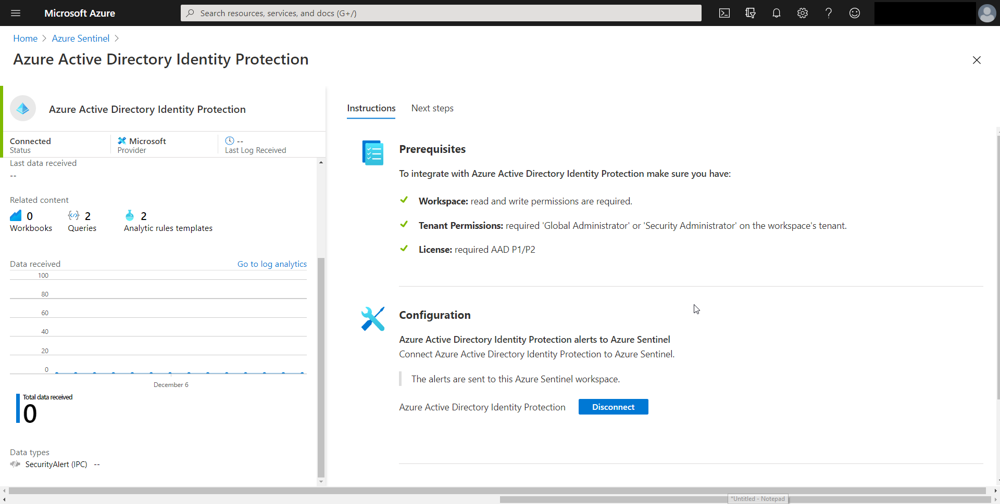 Microsoft Azure
Search resources, services, and docs (G+/)
Home > Azure Sentinel >
Azure Active Directory Identity Protection
Azure Active Directory Identity Protection
Connected
Status
Microsoft
Provider
--
Last Log Received
Last data received
--
Related content
0
Workbooks
2
Queries
2
Analytic rules templates
Data received
Go to log analytics
100
80
60
40
20
0
December 6
Total data received
0
Data types
SecurityAlert (IPC) --
Instructions
Next steps
Prerequisites
To integrate with Azure Active Directory Identity Protection make sure you have:
Workspace: read and write permissions are required.
Tenant Permissions: required 'Global Administrator' or 'Security Administrator' on the workspace's tenant.
License: required AAD P1/P2
Configuration
Azure Active Directory Identity Protection alerts to Azure Sentinel
Connect Azure Active Directory Identity Protection to Azure Sentinel.
The alerts are sent to this Azure Sentinel workspace.
Azure Active Directory Identity Protection
Disconnect
*Untitled - Notepad